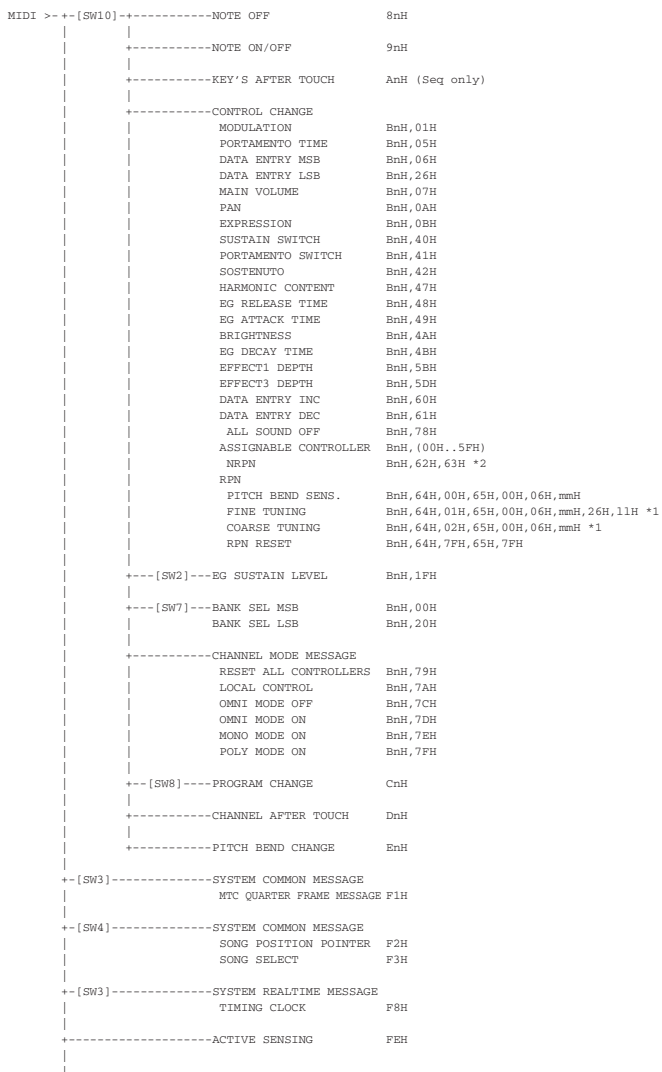 MIDI >-+-[SW10]-+-----------NOTE OFF 8nH
| |
| +-----------NOTE ON/OFF 9nH
| |
| +-----------KEY'S AFTER TOUCH AnH (Seq only)
| |
| +-----------CONTROL CHANGE
| | MODULATION BnH,01H
| | PORTAMENTO TIME BnH,05H
| | DATA ENTRY MSB BnH,06H
| | DATA ENTRY LSB BnH,26H
| | MAIN VOLUME BnH,07H
| | PAN BnH,0AH
| | EXPRESSION BnH,0BH
| | SUSTAIN SWITCH BnH,40H
| | PORTAMENTO SWITCH BnH,41H
| | SOSTENUTO BnH,42H
| | HARMONIC CONTENT BnH,47H
| | EG RELEASE TIME BnH,48H
| | EG ATTACK TIME BnH,49H
| | BRIGHTNESS BnH,4AH
| | EG DECAY TIME BnH,4BH
| | EFFECT1 DEPTH BnH,5BH
| | EFFECT3 DEPTH BnH,5DH
| | DATA ENTRY INC BnH,60H
| | DATA ENTRY DEC BnH,61H
| | ALL SOUND OFF BnH,78H
| | ASSIGNABLE CONTROLLER BnH,(00H..5FH)
| | NRPN BnH,62H,63H *2
| | RPN
| | PITCH BEND SENS. BnH,64H,00H,65H,00H,06H,mmH
| | FINE TUNING BnH,64H,01H,65H,00H,06H,mmH,26H,llH *1
| | COARSE TUNING BnH,64H,02H,65H,00H,06H,mmH *1
| | RPN RESET BnH,64H,7FH,65H,7FH
| |
| +---[SW2]---EG SUSTAIN LEVEL BnH,1FH
| |
| +---[SW7]---BANK SEL MSB BnH,00H
| | BANK SEL LSB BnH,20H
| |
| +-----------CHANNEL MODE MESSAGE
| | RESET ALL CONTROLLERS BnH,79H
| | LOCAL CONTROL BnH,7AH
| | OMNI MODE OFF BnH,7CH
| | OMNI MODE ON BnH,7DH
| | MONO MODE ON BnH,7EH
| | POLY MODE ON BnH,7FH
| |
| +--[SW8]----PROGRAM CHANGE CnH
| |
| +-----------CHANNEL AFTER TOUCH DnH
| |
| +-----------PITCH BEND CHANGE EnH
|
+-[SW3]--------------SYSTEM COMMON MESSAGE
| MTC QUARTER FRAME MESSAGE F1H
|
+-[SW4]--------------SYSTEM COMMON MESSAGE
| SONG POSITION POINTER F2H
| SONG SELECT F3H
|
+-[SW3]--------------SYSTEM REALTIME MESSAGE
| TIMING CLOCK F8H
|
+--------------------ACTIVE SENSING FEH
|
|